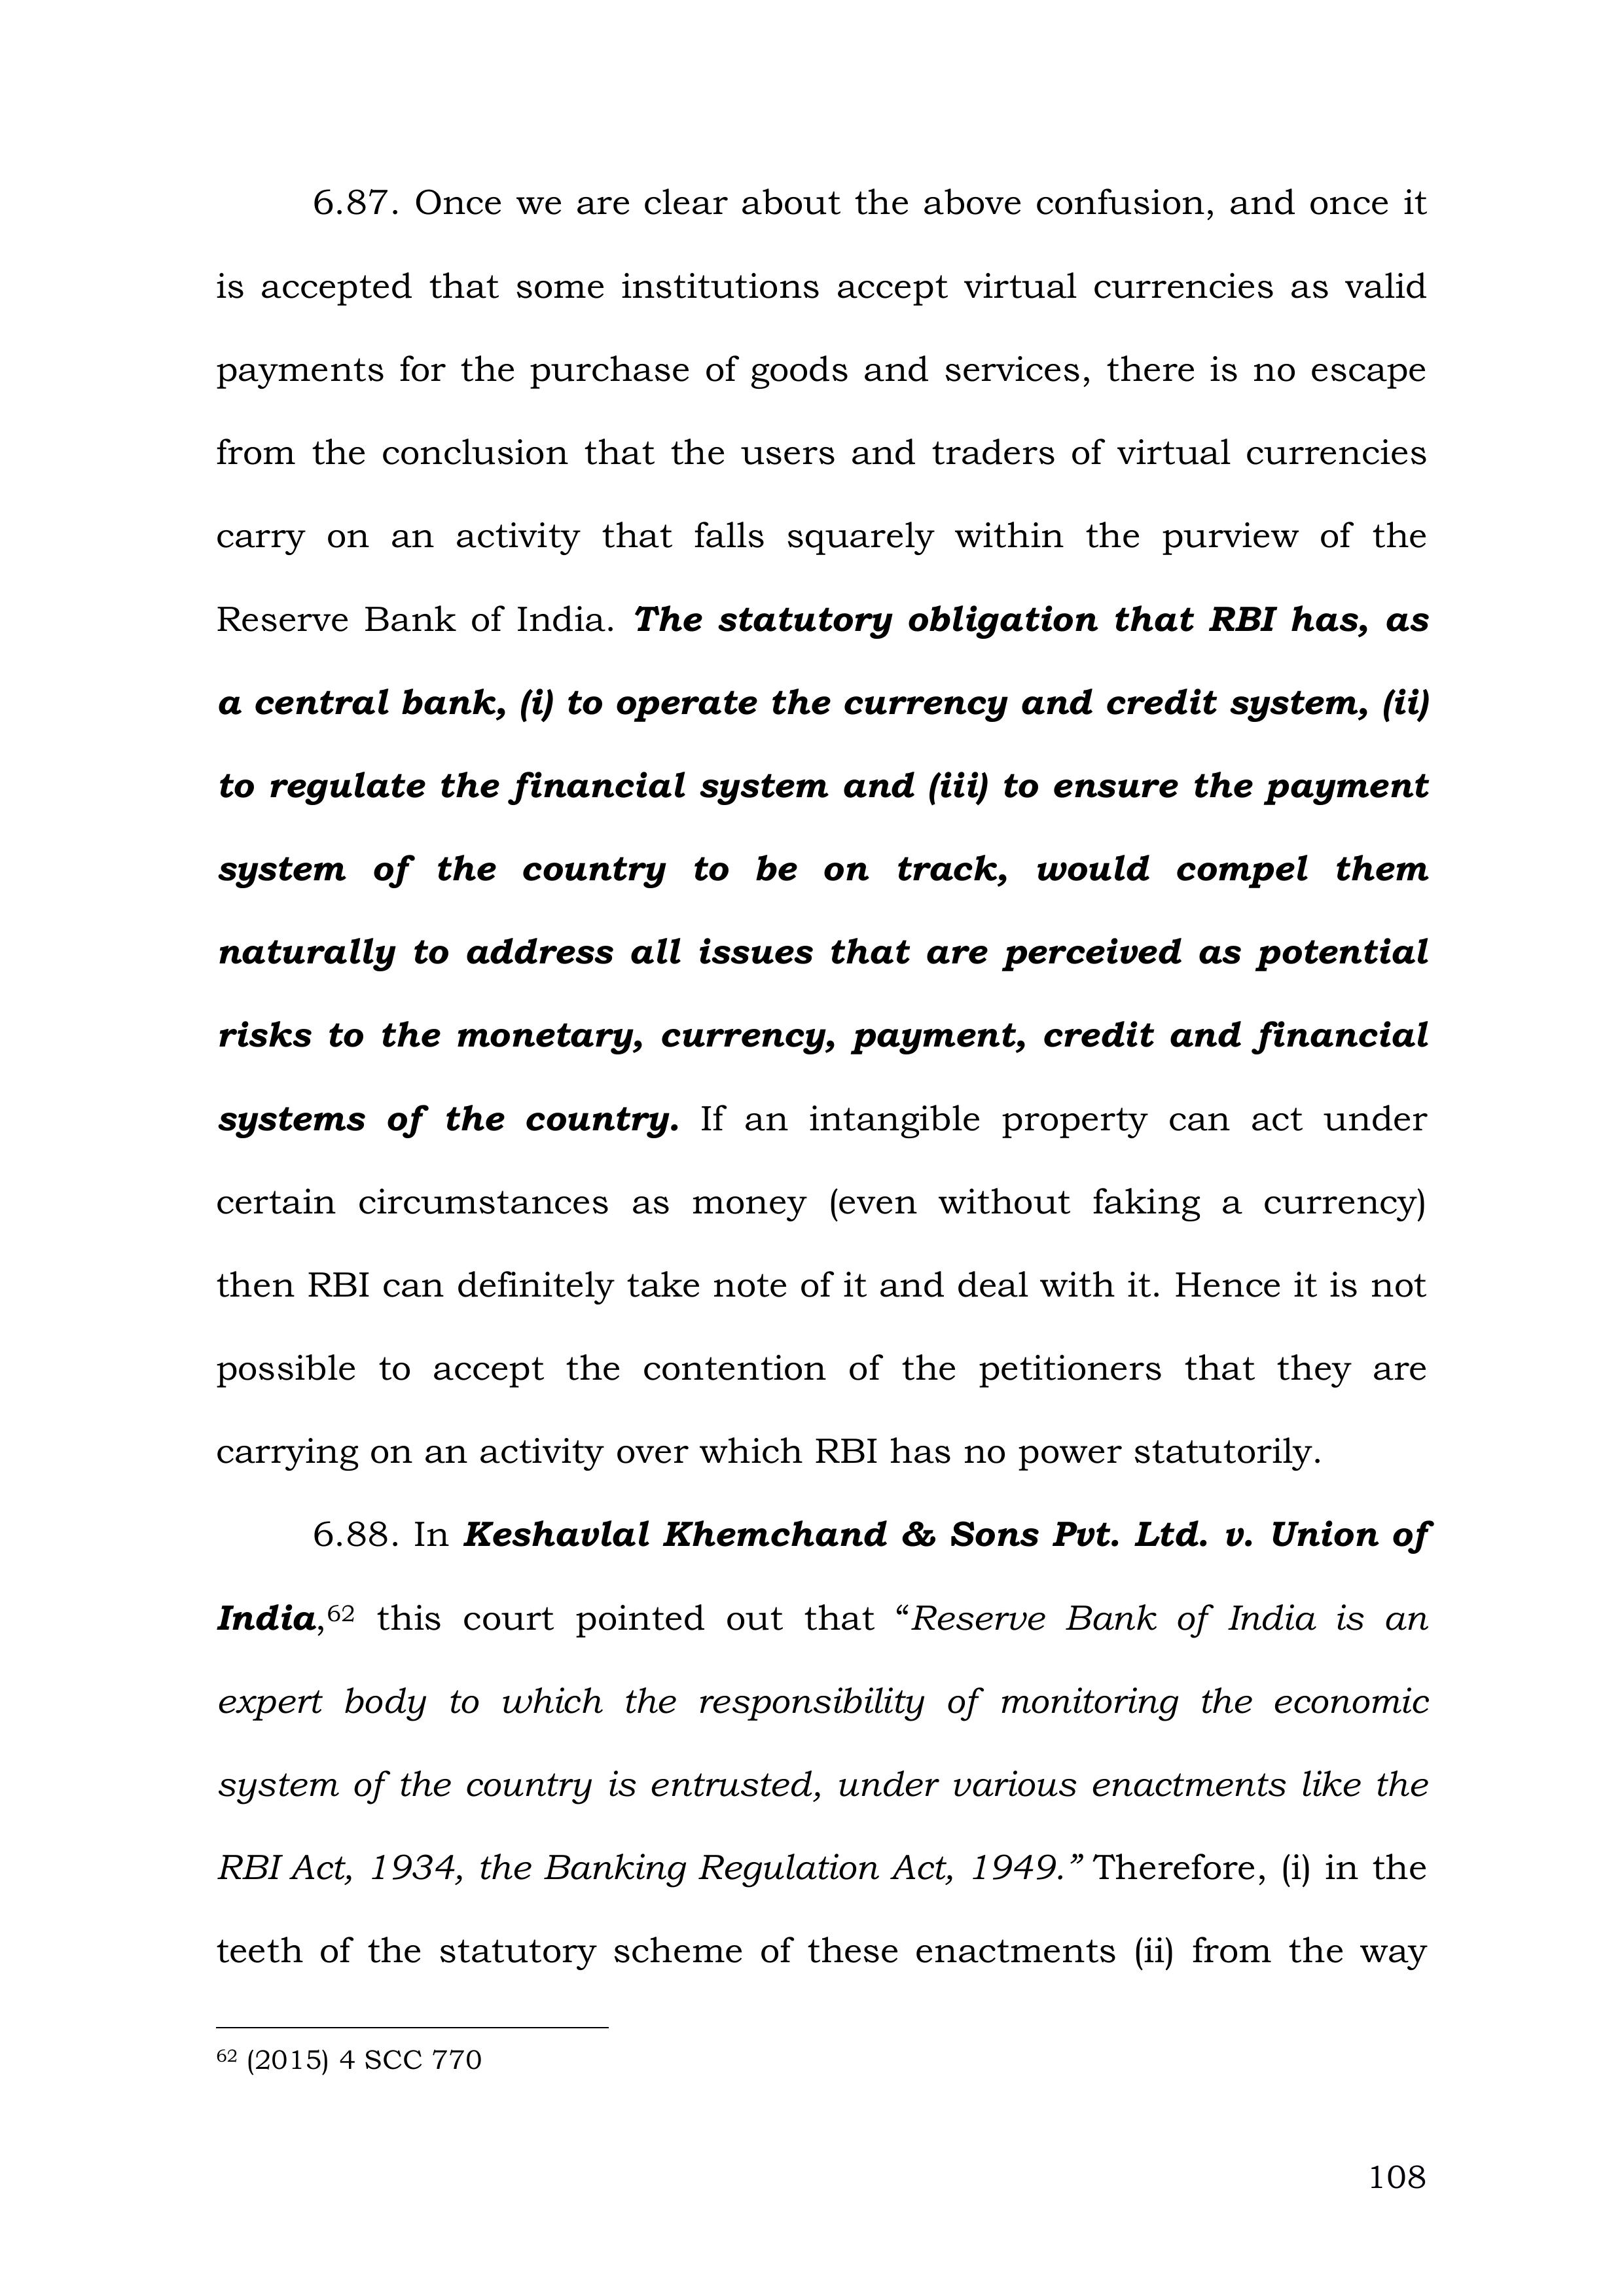 6.87. Once we are clear about the above confusion, and once it
is accepted that some institutions accept virtual currencies as valid
payments for the purchase of goods and services, there is no escape
from the conclusion that the users and traders of virtual currencies
carry on an activity that falls squarely within the purview of the
Reserve Bank of India. The statutory obligation that RBI has, as
a central bank, (i) to operate the currency and credit system, (ii)
to regulate the financial system and (iii) to ensure the payment
system of the country to be on track, would compel them
naturally to address all issues that are perceived as potential
risks to the monetary, currency, payment, credit and financial
systems of the country. If an intangible property can act under
certain circumstances as money (even without faking a currency)
then RBI can definitely take note of it and deal with it. Hence it is not
possible to accept the contention of the petitioners that they are
carrying on an activity over which RBI has no power statutorily.
6.88. In Keshavlal Khemchand & Sons Pvt. Ltd. v. Union of
India,62 this court pointed out that “Reserve Bank of India is an
expert body to which the responsibility of monitoring the economic
system of the country is entrusted, under various enactments like the
RBI Act, 1934, the Banking Regulation Act, 1949.” Therefore, (i) in the
teeth of the statutory scheme of these enactments (ii) from the way
62 (2015) 4 SCC 770
108